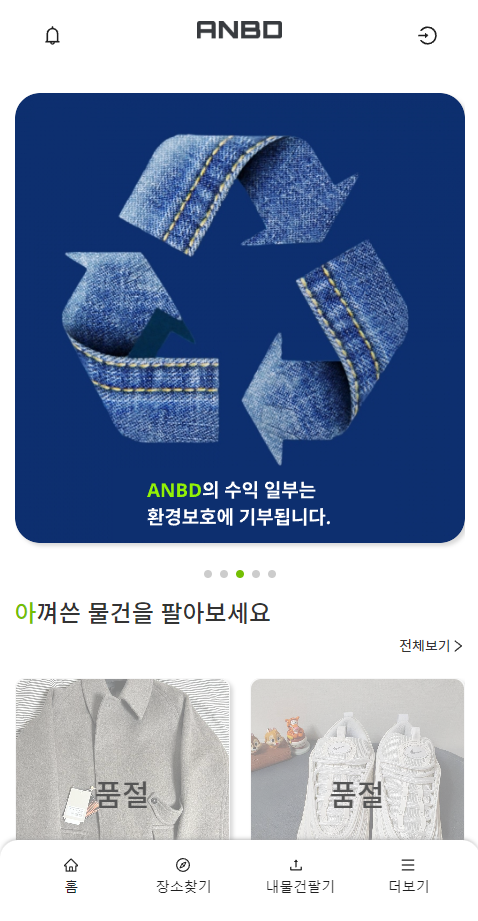 ANBD
ANBD의 수익 일부는
환경보호에 기부됩니다.
아껴쓴 물건을 팔아보세요
전체보기
품절
품절
홈
장소찾기
내물건팔기
더보기